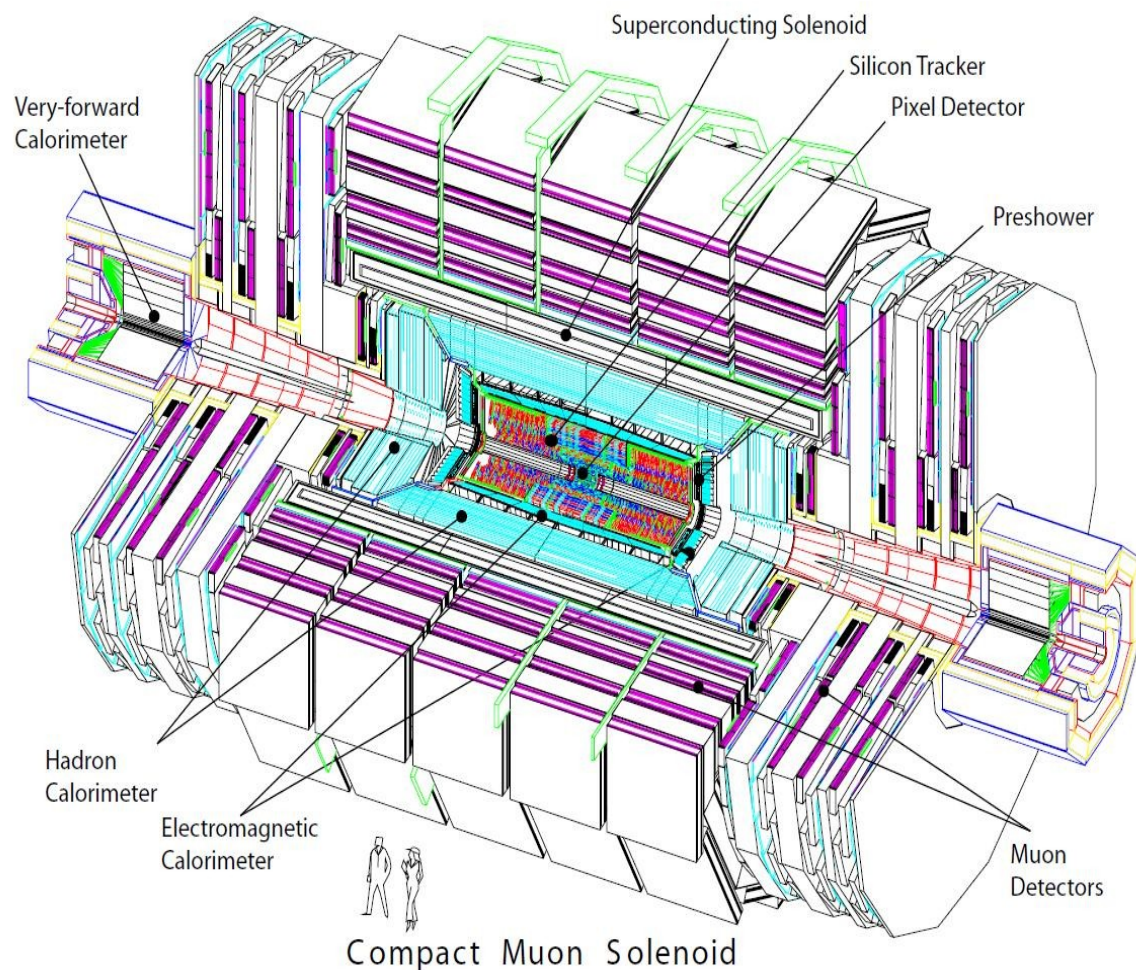 Superconducting Solenoid
Silicon Tracker
Pixel Detector
Very-forward
Calorimeter
Preshower
Hadron
Calorimeter
Electromagnetic
Calorimeter
Muon
Detectors
Compact Muon Solenoid